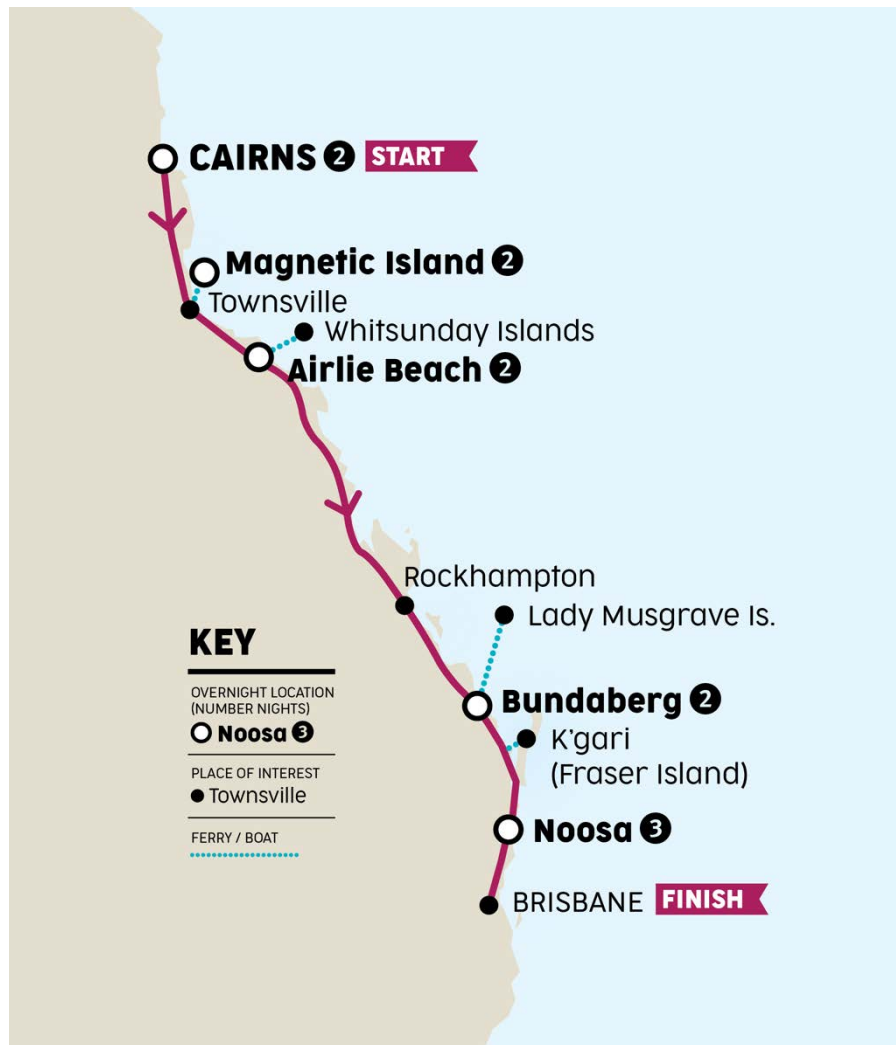 CAIRNS 2 START
Magnetic Island 2
Townsville
Whitsunday Islands
Airlie Beach 2
Rockhampton
Lady Musgrave Is.
Bundaberg 2
K'gari
(Fraser Island)
Noosa 3
BRISBANE FINISH
KEY
OVERNIGHT LOCATION
(NUMBER NIGHTS)
Noosa 3
PLACE OF INTEREST
Townsville
FERRY / BOAT